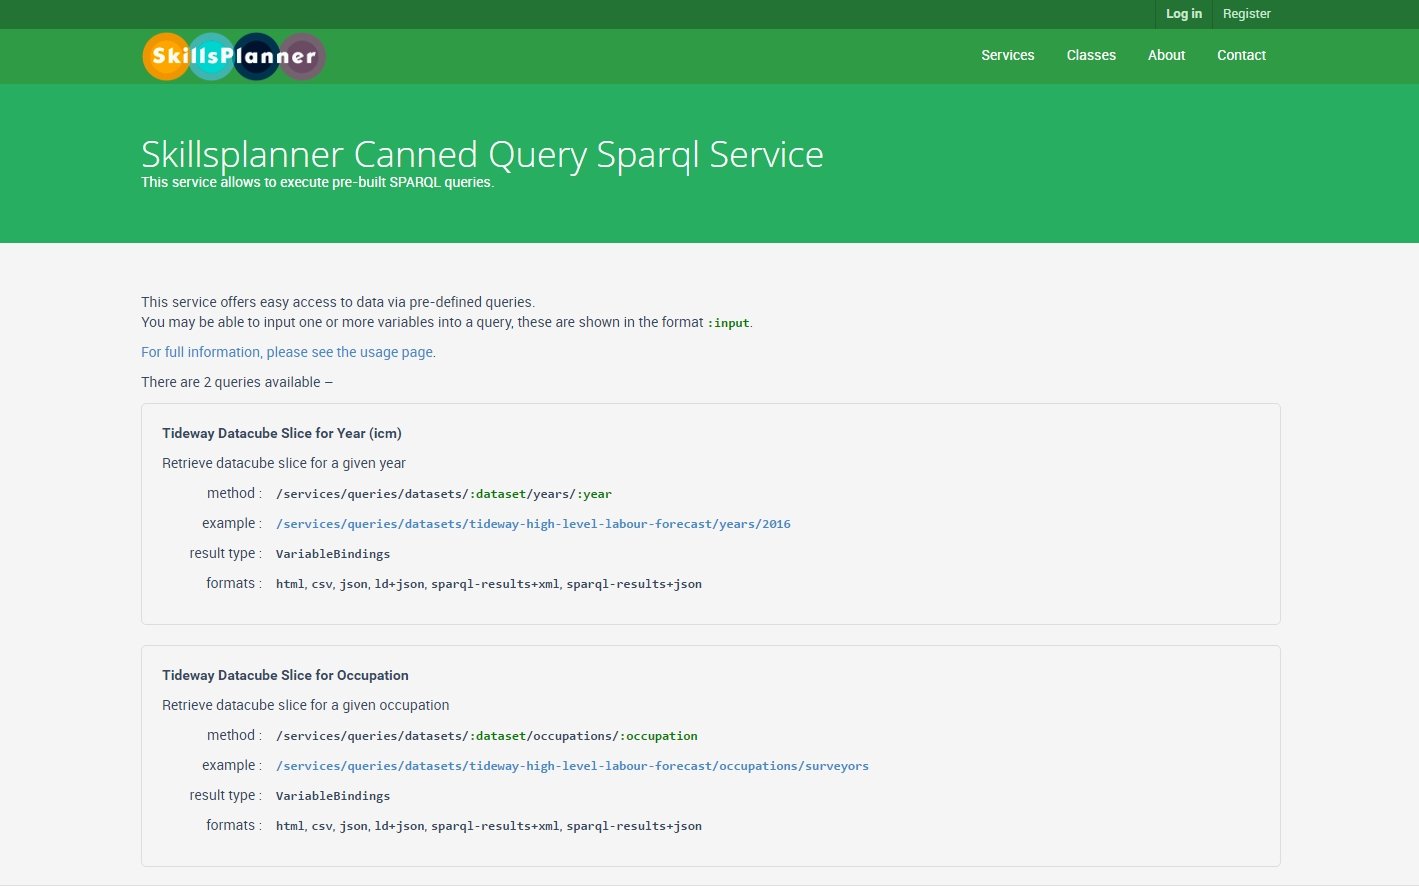 Log in Register
SkillsPlanner
Services Classes About Contact
Skillsplanner Canned Query Sparql Service
This service allows to execute pre-built SPARQL queries.
This service offers easy access to data via pre-defined queries.
You may be able to input one or more variables into a query, these are shown in the format :input.
For full information, please see the usage page.
There are 2 queries available –
Tideway Datacube Slice for Year (icm)
Retrieve datacube slice for a given year
method : /services/queries/datasets/:dataset/years/:year
example : /services/queries/datasets/tideway-high-level-labour-forecast/years/2016
result type : VariableBindings
formats : html, csv, json, ld+json, sparql-results+xml, sparql-results+json
Tideway Datacube Slice for Occupation
Retrieve datacube slice for a given occupation
method : /services/queries/datasets/:dataset/occupations/:occupation
example : /services/queries/datasets/tideway-high-level-labour-forecast/occupations/surveyors
result type : VariableBindings
formats : html, csv, json, ld+json, sparql-results+xml, sparql-results+json